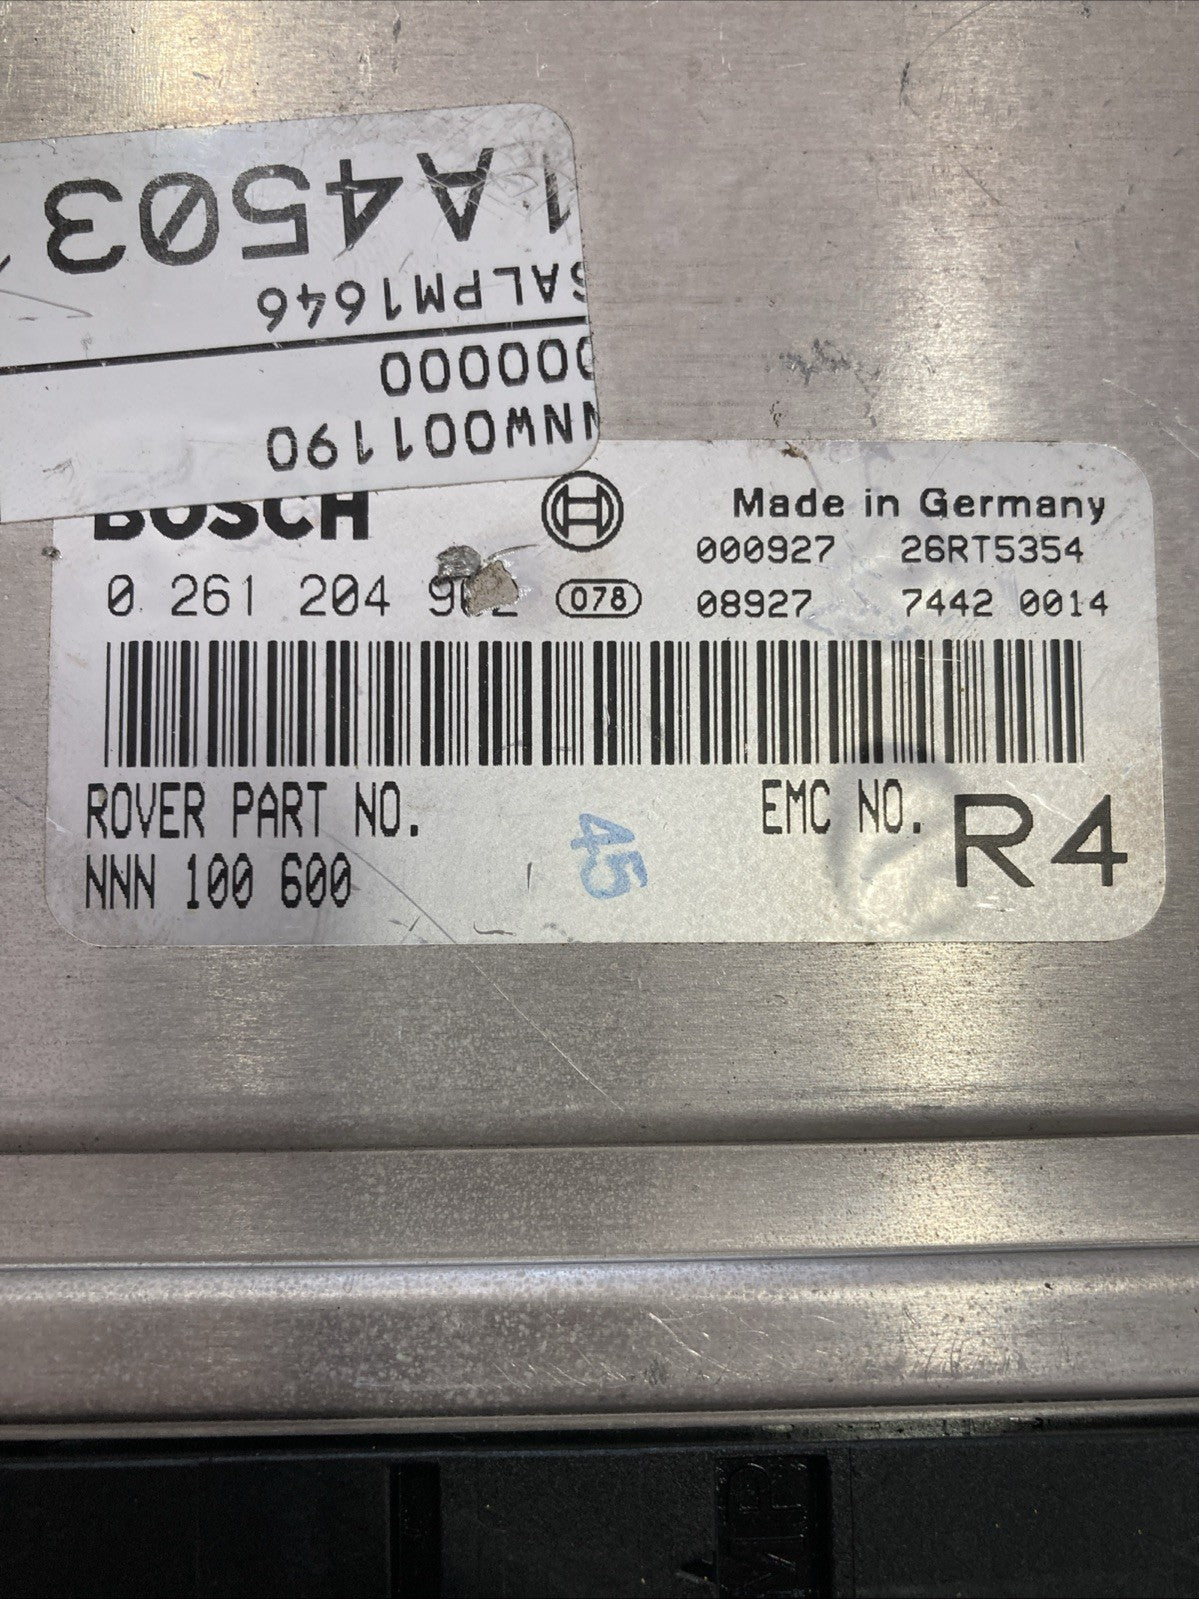 NNW001190
000000
SALPM1646
1A4503
BOSCH
Made in Germany
000927 26RT5354
0 261 204 078
08927 7442 0014
ROVER PART NO.
NNN 100 600
EMC NO. R4
45